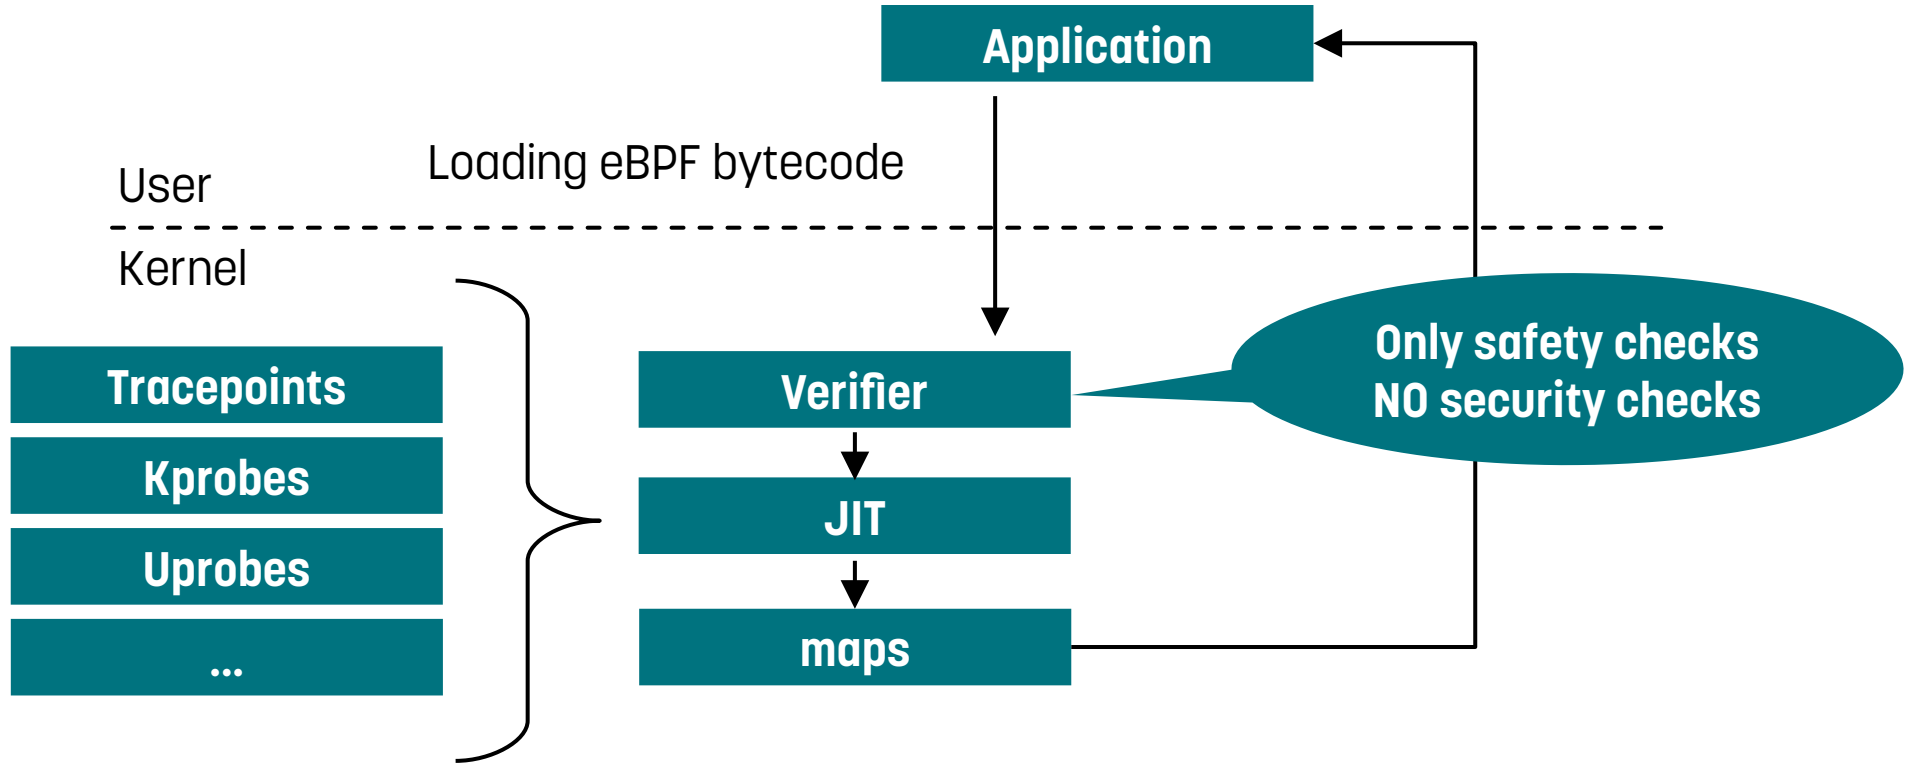 Application
Loading eBPF bytecode
User
Kernel
Tracepoints
Kprobes
Uprobes
...
Verifier
JIT
maps
Only safety checks
NO security checks